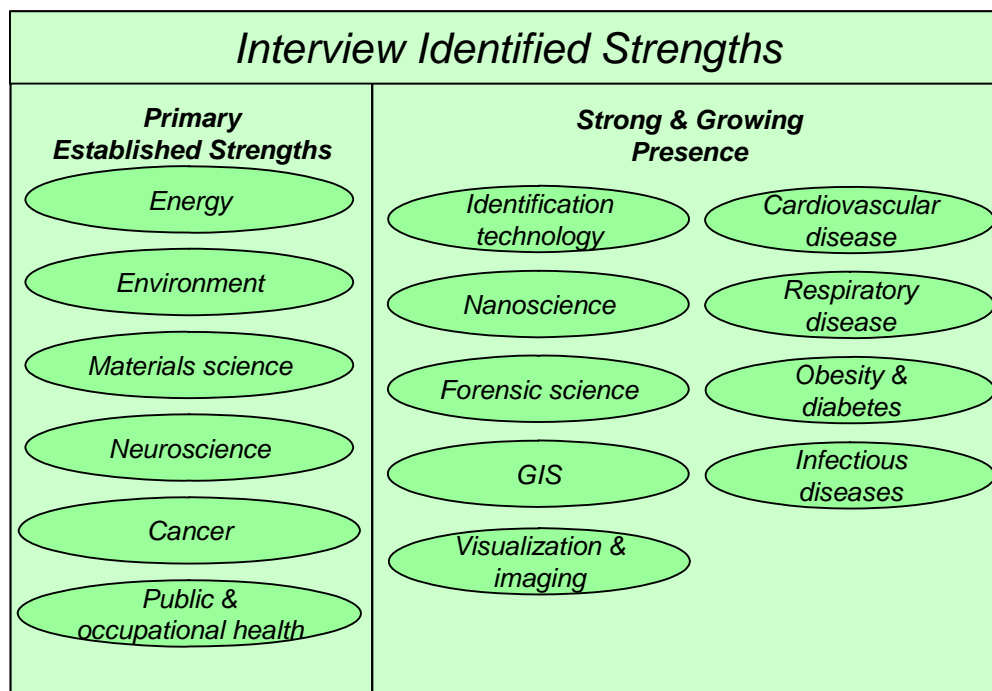 Interview Identified Strengths
Primary
Established Strengths
Energy
Environment
Materials science
Neuroscience
Cancer
Public &
occupational health
Strong & Growing
Presence
Identification
technology
Nanoscience
Forensic science
GIS
Visualization &
imaging
Cardiovascular
disease
Respiratory
disease
Obesity &
diabetes
Infectious
diseases